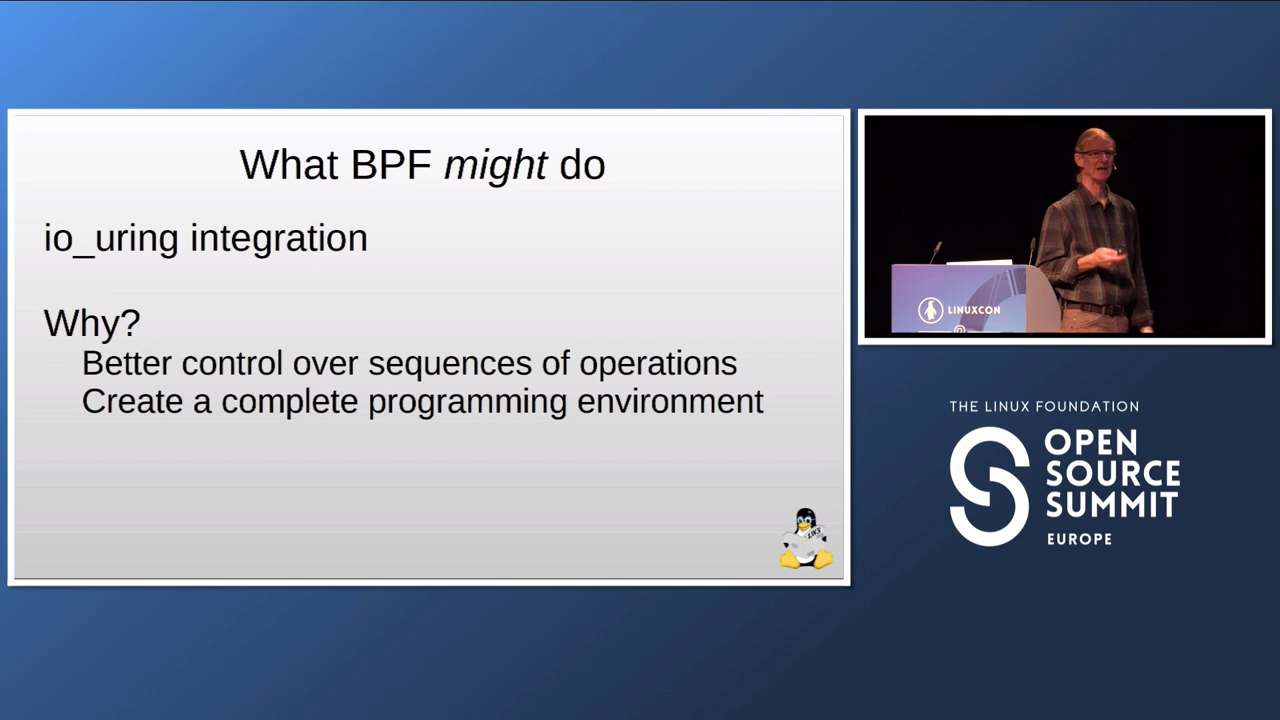 What BPF might do
io_uring integration
Why?
Better control over sequences of operations
Create a complete programming environment
LINUXCON
THE LINUX FOUNDATION
OPEN
SOURCE
SUMMIT
EUROPE